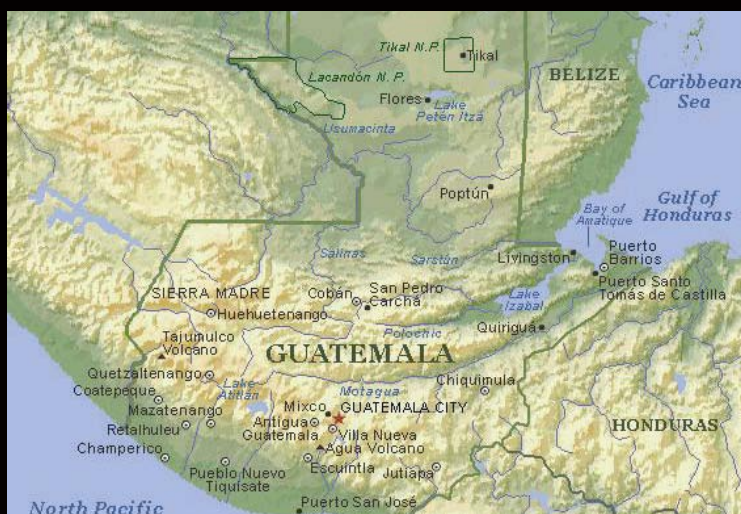 Tikal N.P.
Tikal
Lacandón N.P.
BELIZE
Caribbean
Sea
Flores
Lake
Petén Itzá
Usumacinta
Poptún
Gulf of
Honduras
Bay of
Amatique
Salinas
Sarstún
Livingston
Puerto
Barrios
Puerto Santo
Tomás de Castilla
SIERRA MADRE
Cobán
San Pedro
Carchá
Lake
Izabal
Huehuetenango
Polochic
Quiriguá
Tajumulco
Volcano
GUATEMALA
Quetzaltenango
Lake
Atitlán
Motagua
Chiquimula
Coatepeque
Mazatenango
Mixco
GUATEMALA CITY
HONDURAS
Retalhuleu
Antigua
Guatemala
Villa Nueva
Champerico
Agua Volcano
Pueblo Nuevo
Tiquisate
Escuintla
Jutiapa
North Pacific
Puerto San José